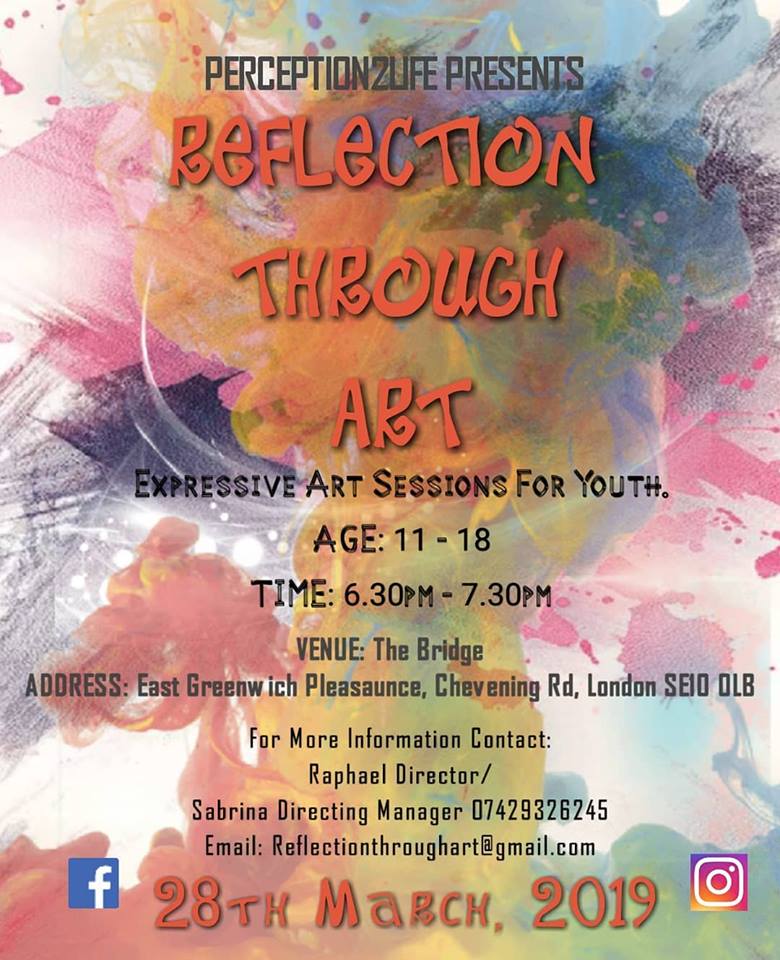 PERCEPTION2LIFE PRESENTS
REFLECTION
THROUGH
ART
EXPRESSIVE ART SESSIONS FOR YOUTH.
AGE: 11 - 18
TIME: 6.30PM - 7.30PM
VENUE: The Bridge
ADDRESS: East Greenwich Pleasaunce, Chevening Rd, London SE10 0LB
For More Information Contact:
Raphael Director/
Sabrina Directing Manager 07429326245
Email: Reflectionthroughart@gmail.com
f
28TH MARCH, 2019